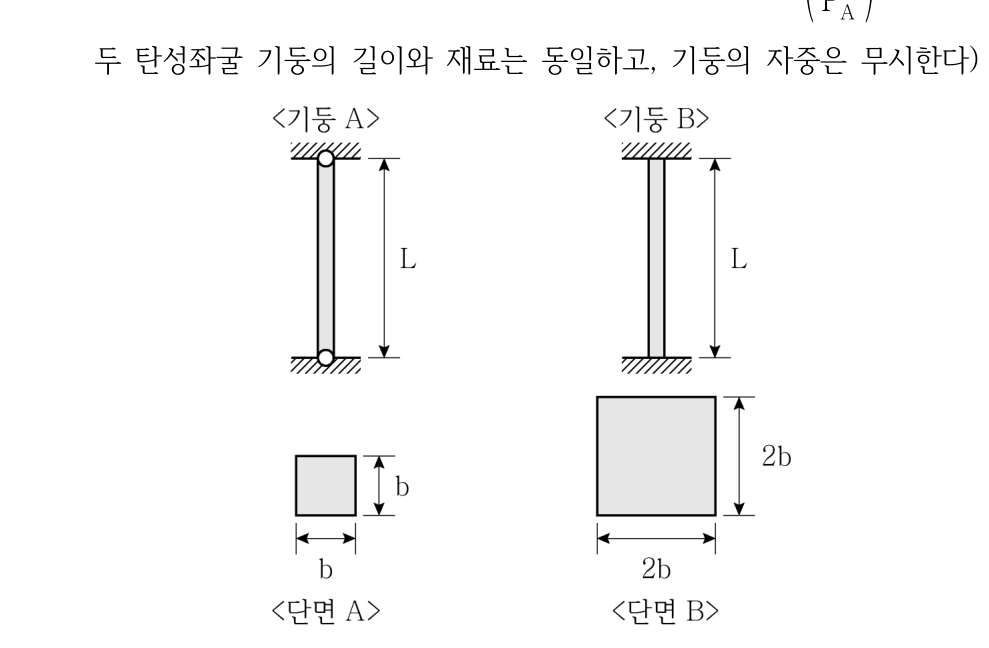 (P_A)
두 탄성좌굴 기둥의 길이와 재료는 동일하고, 기둥의 자중은 무시한다)
<기둥 A> <기둥 B>
L L
2b
b
b 2b
<단면 A> <단면 B>